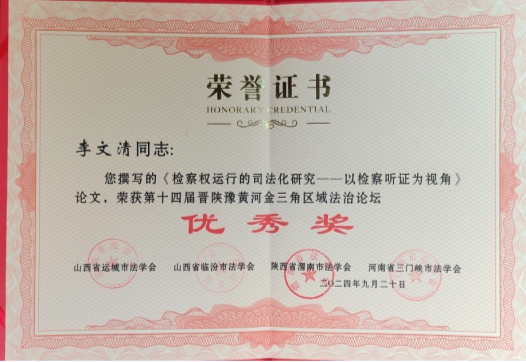 荣誉证书
HONORARY CREDENTIAL
李文清同志:
您撰写的《检察权运行的司法化研究——以检察听证为视角》
论文，荣获第十四届晋陕豫黄河金三角区域法治论坛
优秀奖
山西省运城市法学会 山西省临汾市法学会 陕西省渭南市法学会 河南省三门峡市法学会
二〇二四年九月二十日